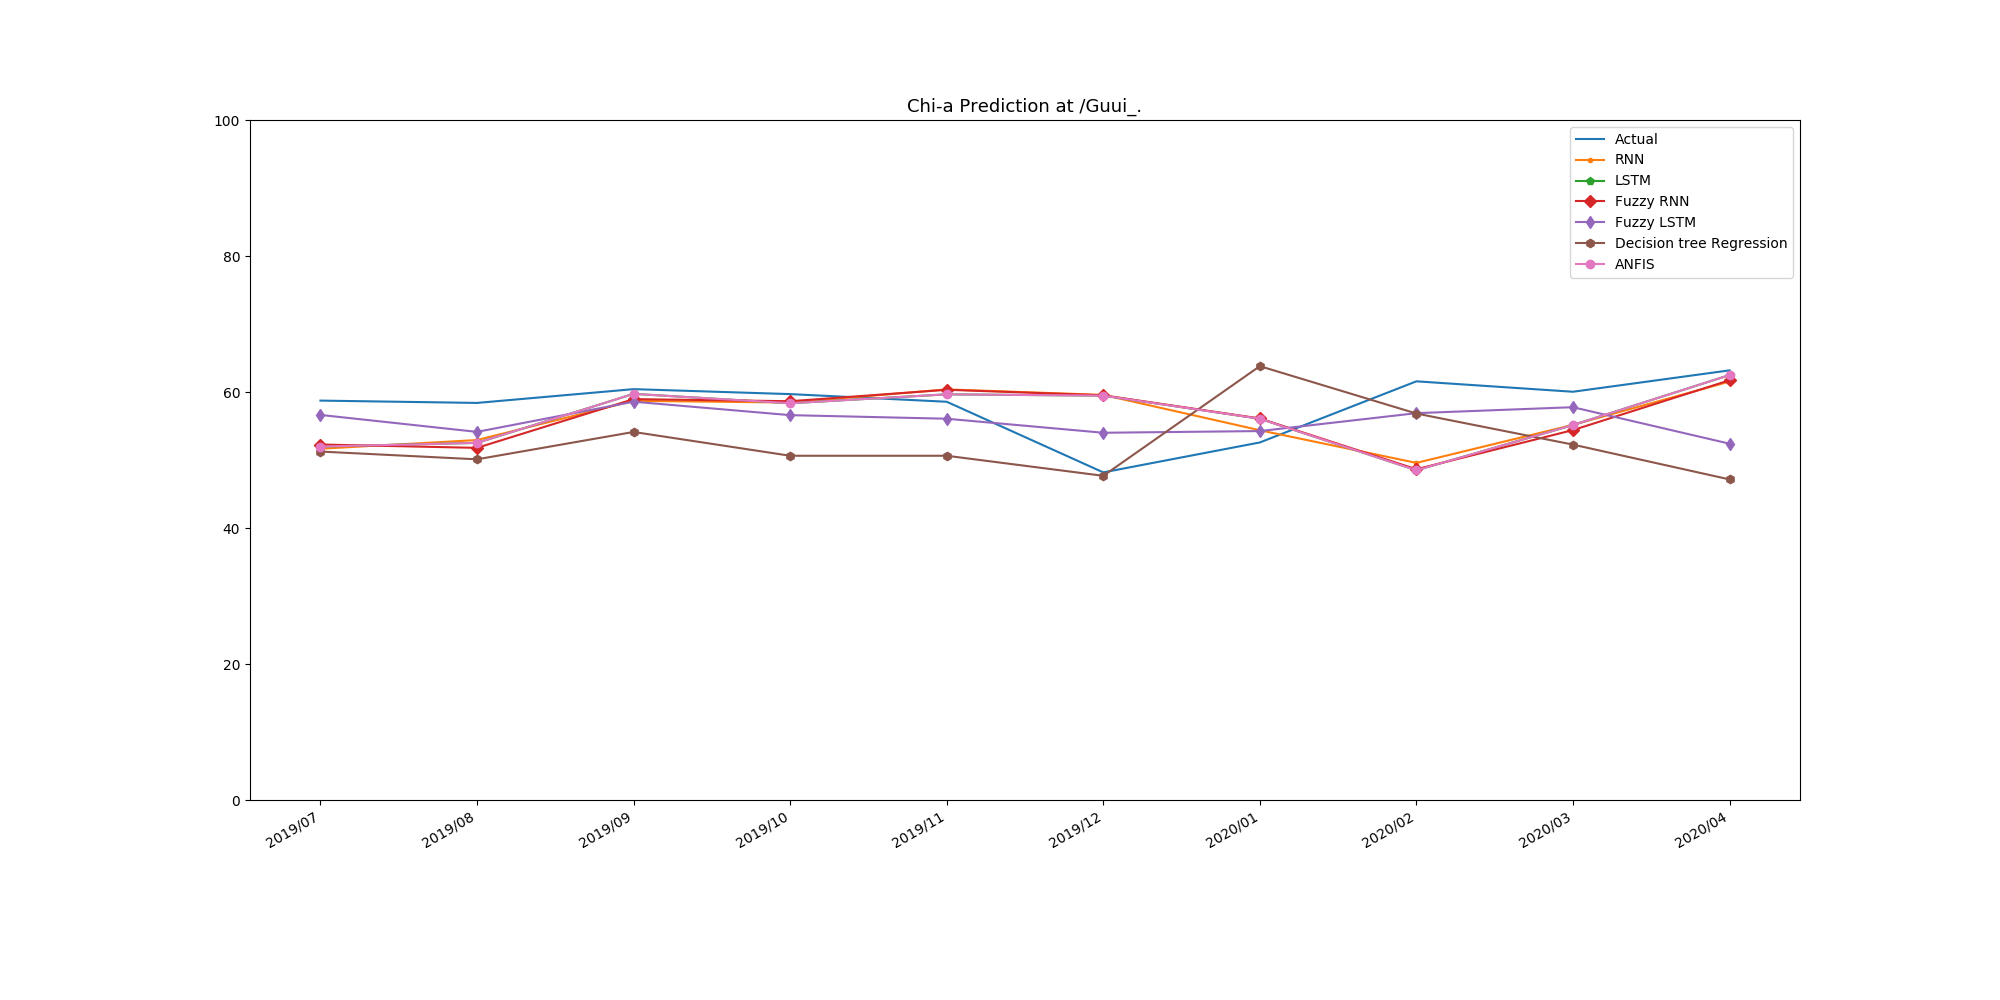 Chi-a Prediction at /Guui_.
100
80
60
40
20
0
Actual
RNN
LSTM
Fuzzy RNN
Fuzzy LSTM
Decision tree Regression
ANFIS
2019/07
2019/08
2019/09
2019/10
2019/11
2019/12
2020/01
2020/02
2020/03
2020/04